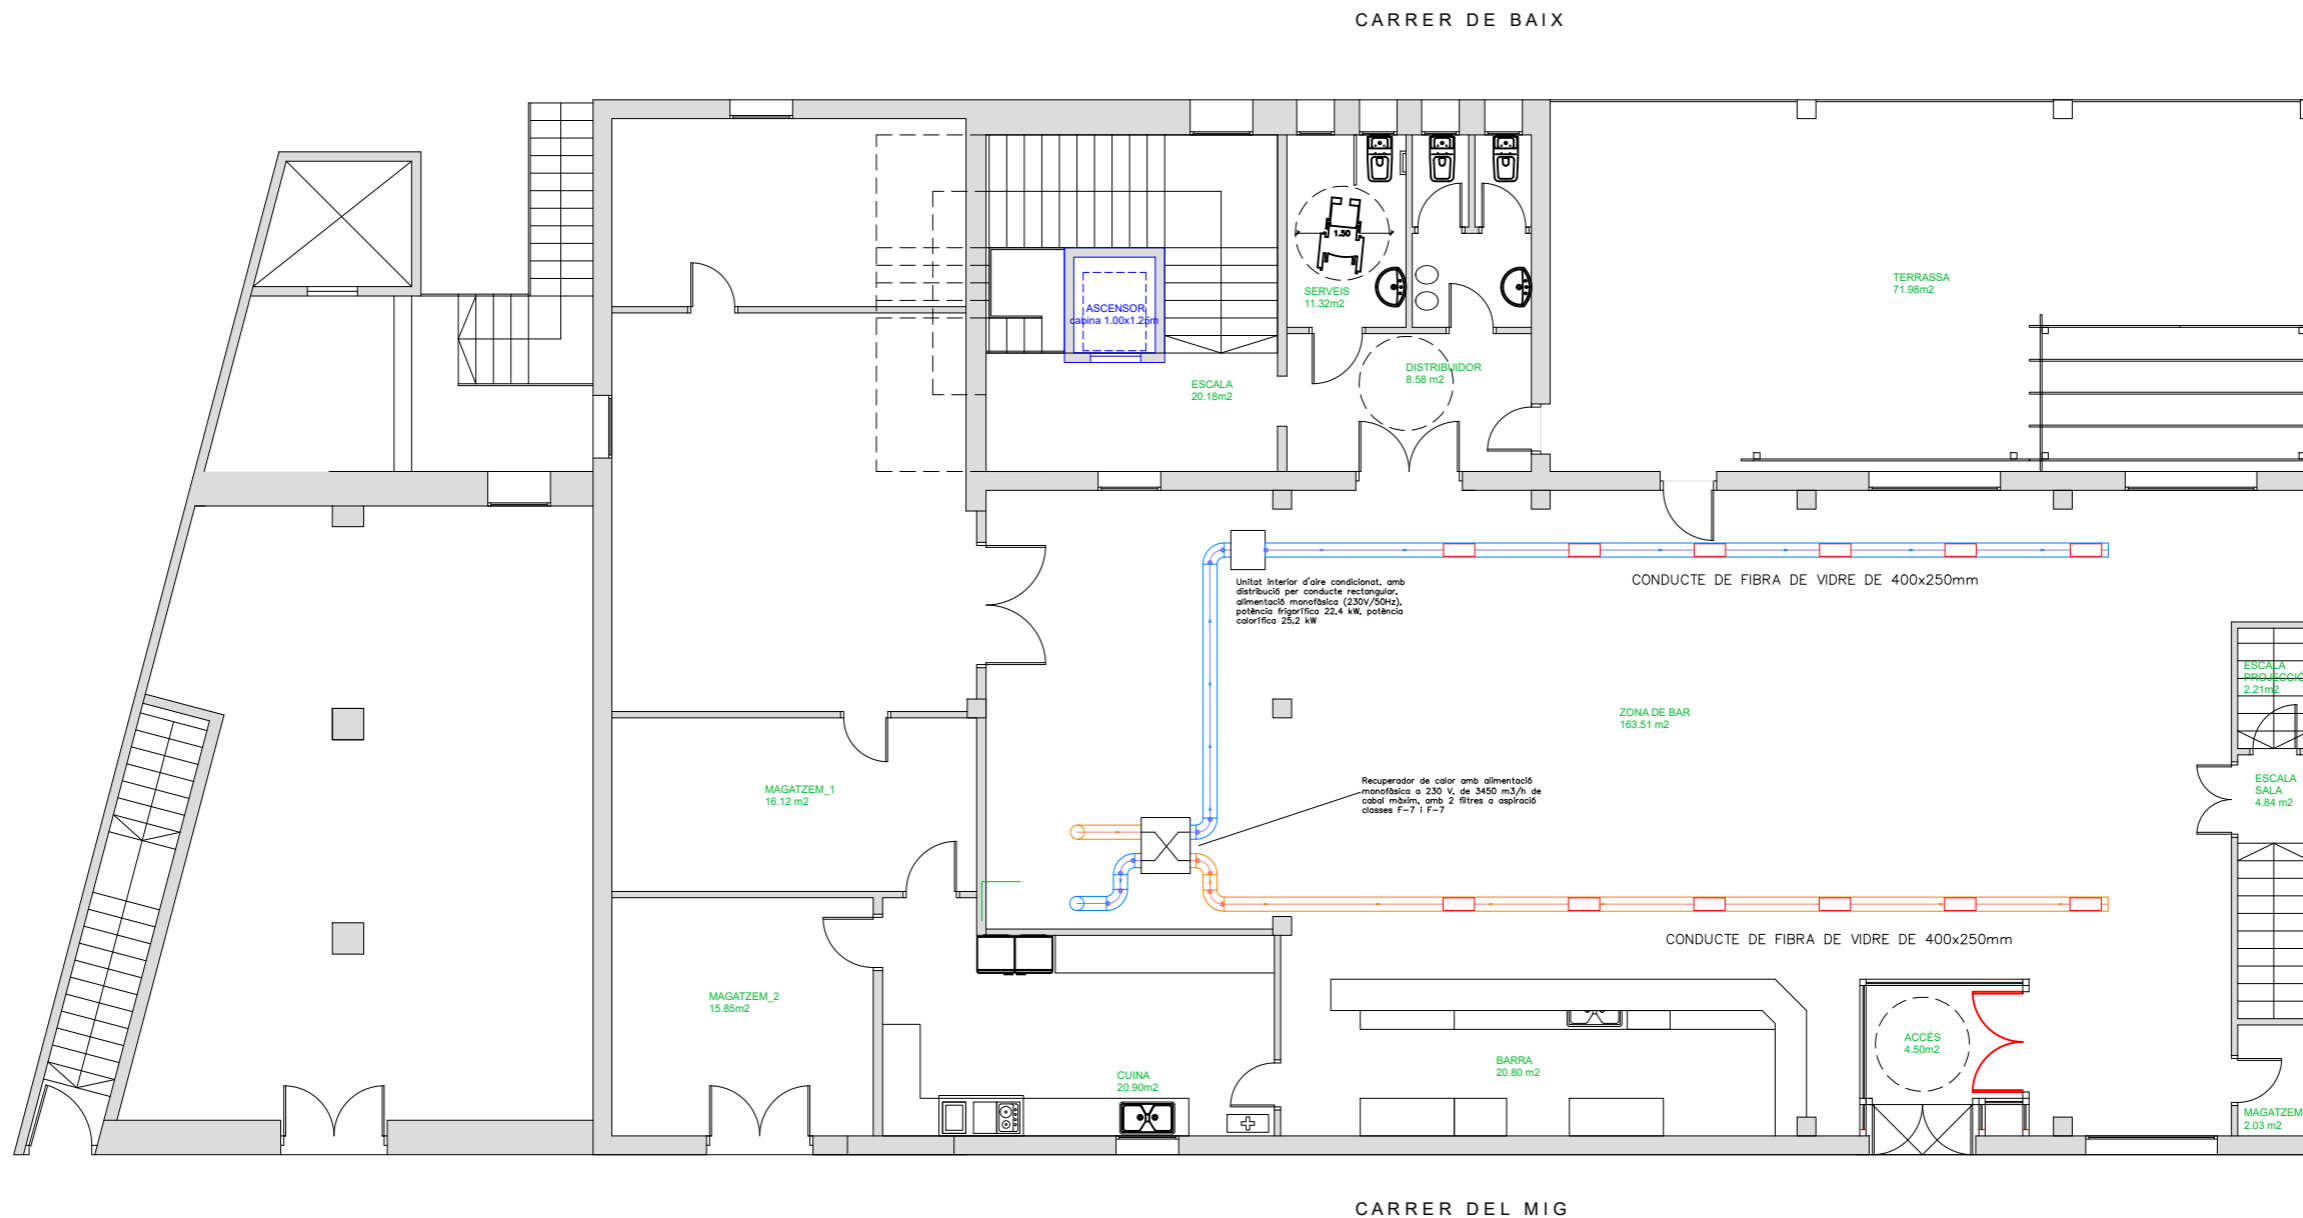 CARRER DE BAIX
TERRASSA
71.98m2
1.50
SERVEIS
11.32m2
ASCENSOR
cabina 1.00x1.25m
DISTRIBUIDOR
8.58 m2
ESCALA
20.18m2
Unitat interior d'aire condicionat, amb
distribució per conducte rectangular,
alimentació monofàsica (230V/50Hz),
potència frigorífica 22,4 kW, potència
calorífica 25,2 kW
CONDUCTE DE FIBRA DE VIDRE DE 400x250mm
ESCALA
PROJECCIÓ
2.21m2
ZONA DE BAR
163.51 m2
MAGATZEM_1
16.12 m2
Recuperador de calor amb alimentació
monofàsica a 230 V, de 3450 m3/h de
cabal màxim, amb 2 filtres a aspiració
classes F-7 i F-7
ESCALA
SALA
4.84 m2
CONDUCTE DE FIBRA DE VIDRE DE 400x250mm
MAGATZEM_2
15.85m2
ACCÉS
4.50m2
BARRA
20.80 m2
CUINA
20.90m2
MAGATZEM
2.03 m2
CARRER DEL MIG